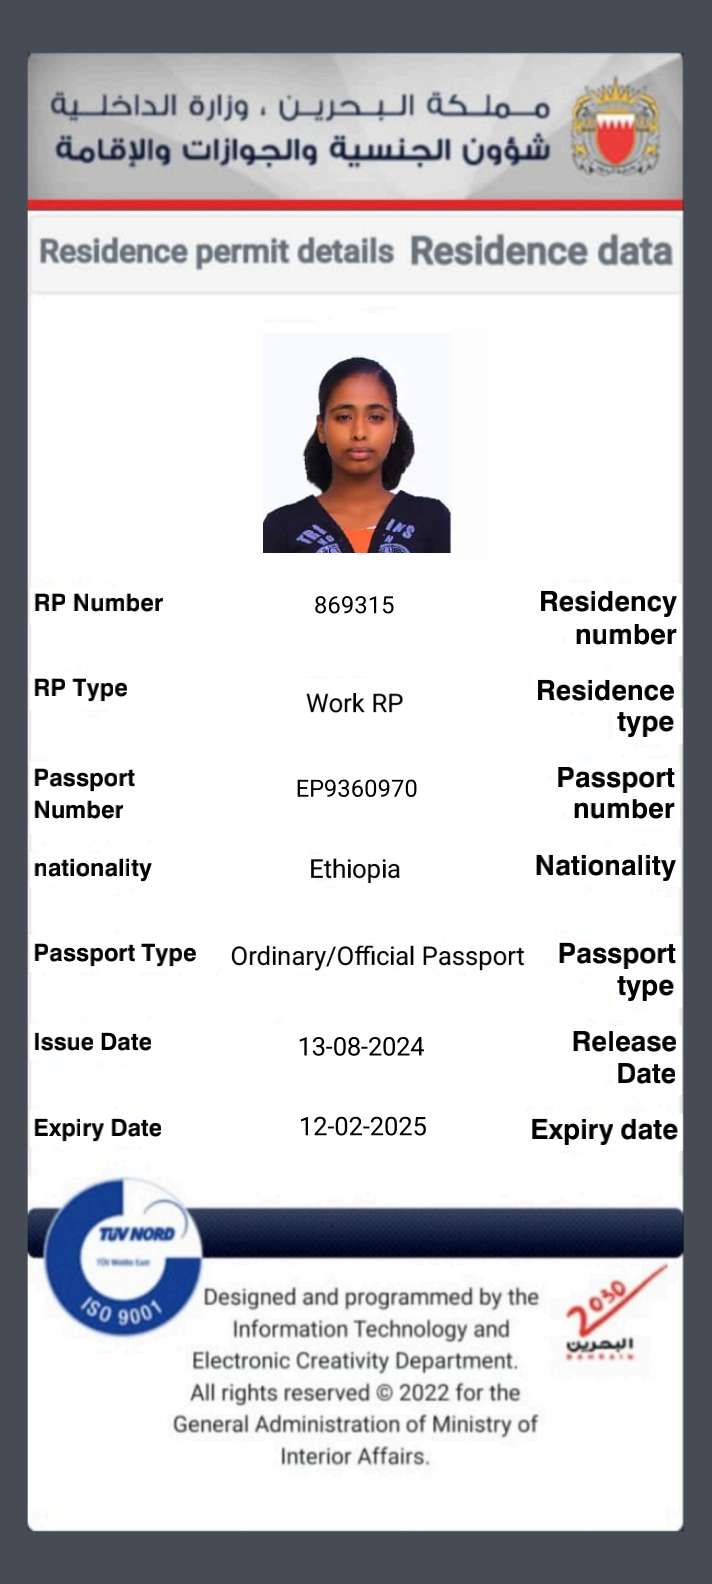 مـمـلـكـة الـبـحـريـن ، وزارة الداخـلـيـة
شؤون الجنسية والجوازات والإقامة
Residence permit details Residence data
RP Number 869315 Residency number
RP Type Work RP Residence type
Passport Number EP9360970 Passport number
nationality Ethiopia Nationality
Passport Type Ordinary/Official Passport Passport type
Issue Date 13-08-2024 Release Date
Expiry Date 12-02-2025 Expiry date
TÜV NORD
TÜV Middle East
ISO 9001
Designed and programmed by the
Information Technology and
Electronic Creativity Department.
All rights reserved © 2022 for the
General Administration of Ministry of
Interior Affairs.
2030
البحرين
BAHRAIN